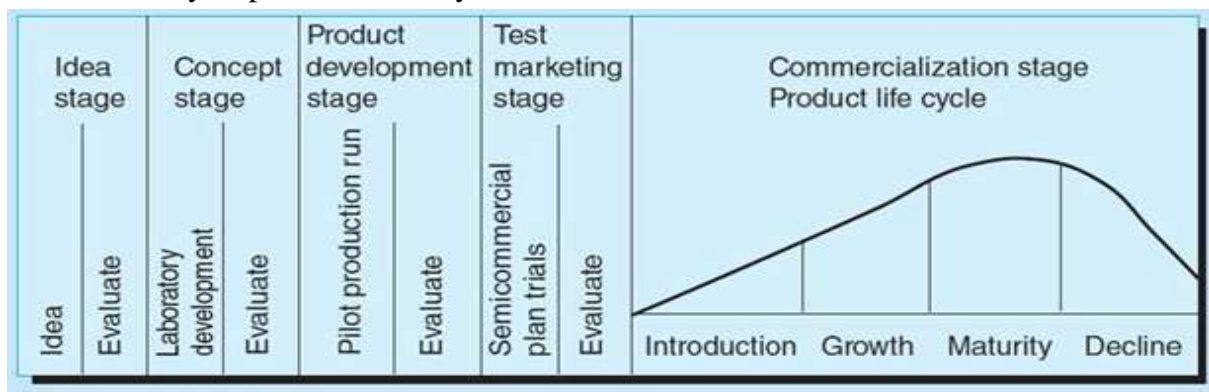 Idea
stage
Concept
stage
Product
development
stage
Test
marketing
stage
Commercialization stage
Product life cycle
Idea
Evaluate
Laboratory
development
Evaluate
Pilot production run
Evaluate
Semicommercial
plan trials
Evaluate
Introduction
Growth
Maturity
Decline